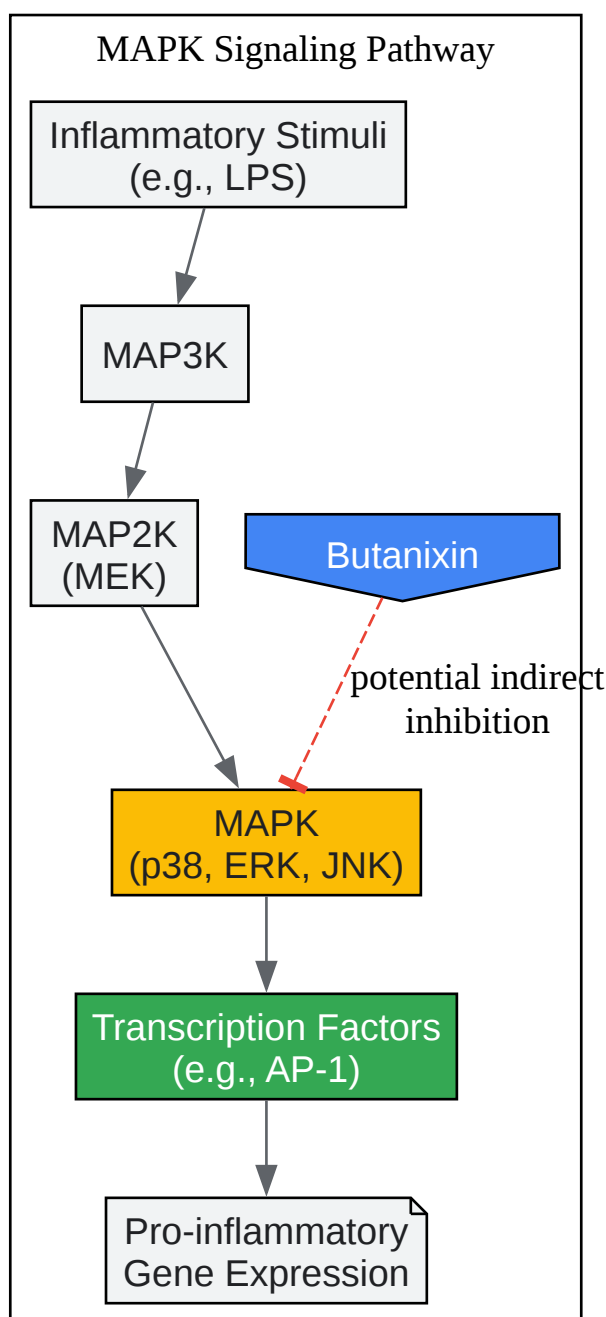 MAPK Signaling Pathway
Inflammatory Stimuli
(e.g., LPS)
MAP3K
MAP2K
(MEK)
Butanixin
potential indirect
inhibition
MAPK
(p38, ERK, JNK)
Transcription Factors
(e.g., AP-1)
Pro-inflammatory
Gene Expression